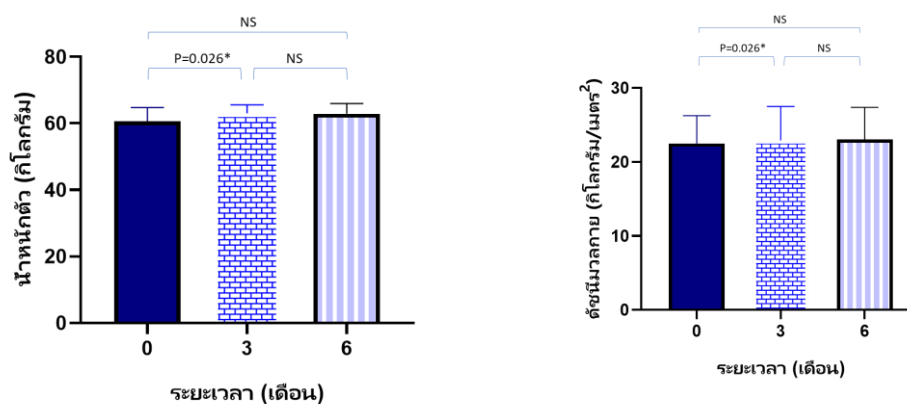 NS
P=0.026*
NS
80
60
40
20
0
น้ำหนักตัว (กิโลกรัม)
0 3 6
ระยะเวลา (เดือน)
NS
P=0.026*
NS
30
20
10
0
ดัชนีมวลกาย (กิโลกรัม/เมตร²)
0 3 6
ระยะเวลา (เดือน)